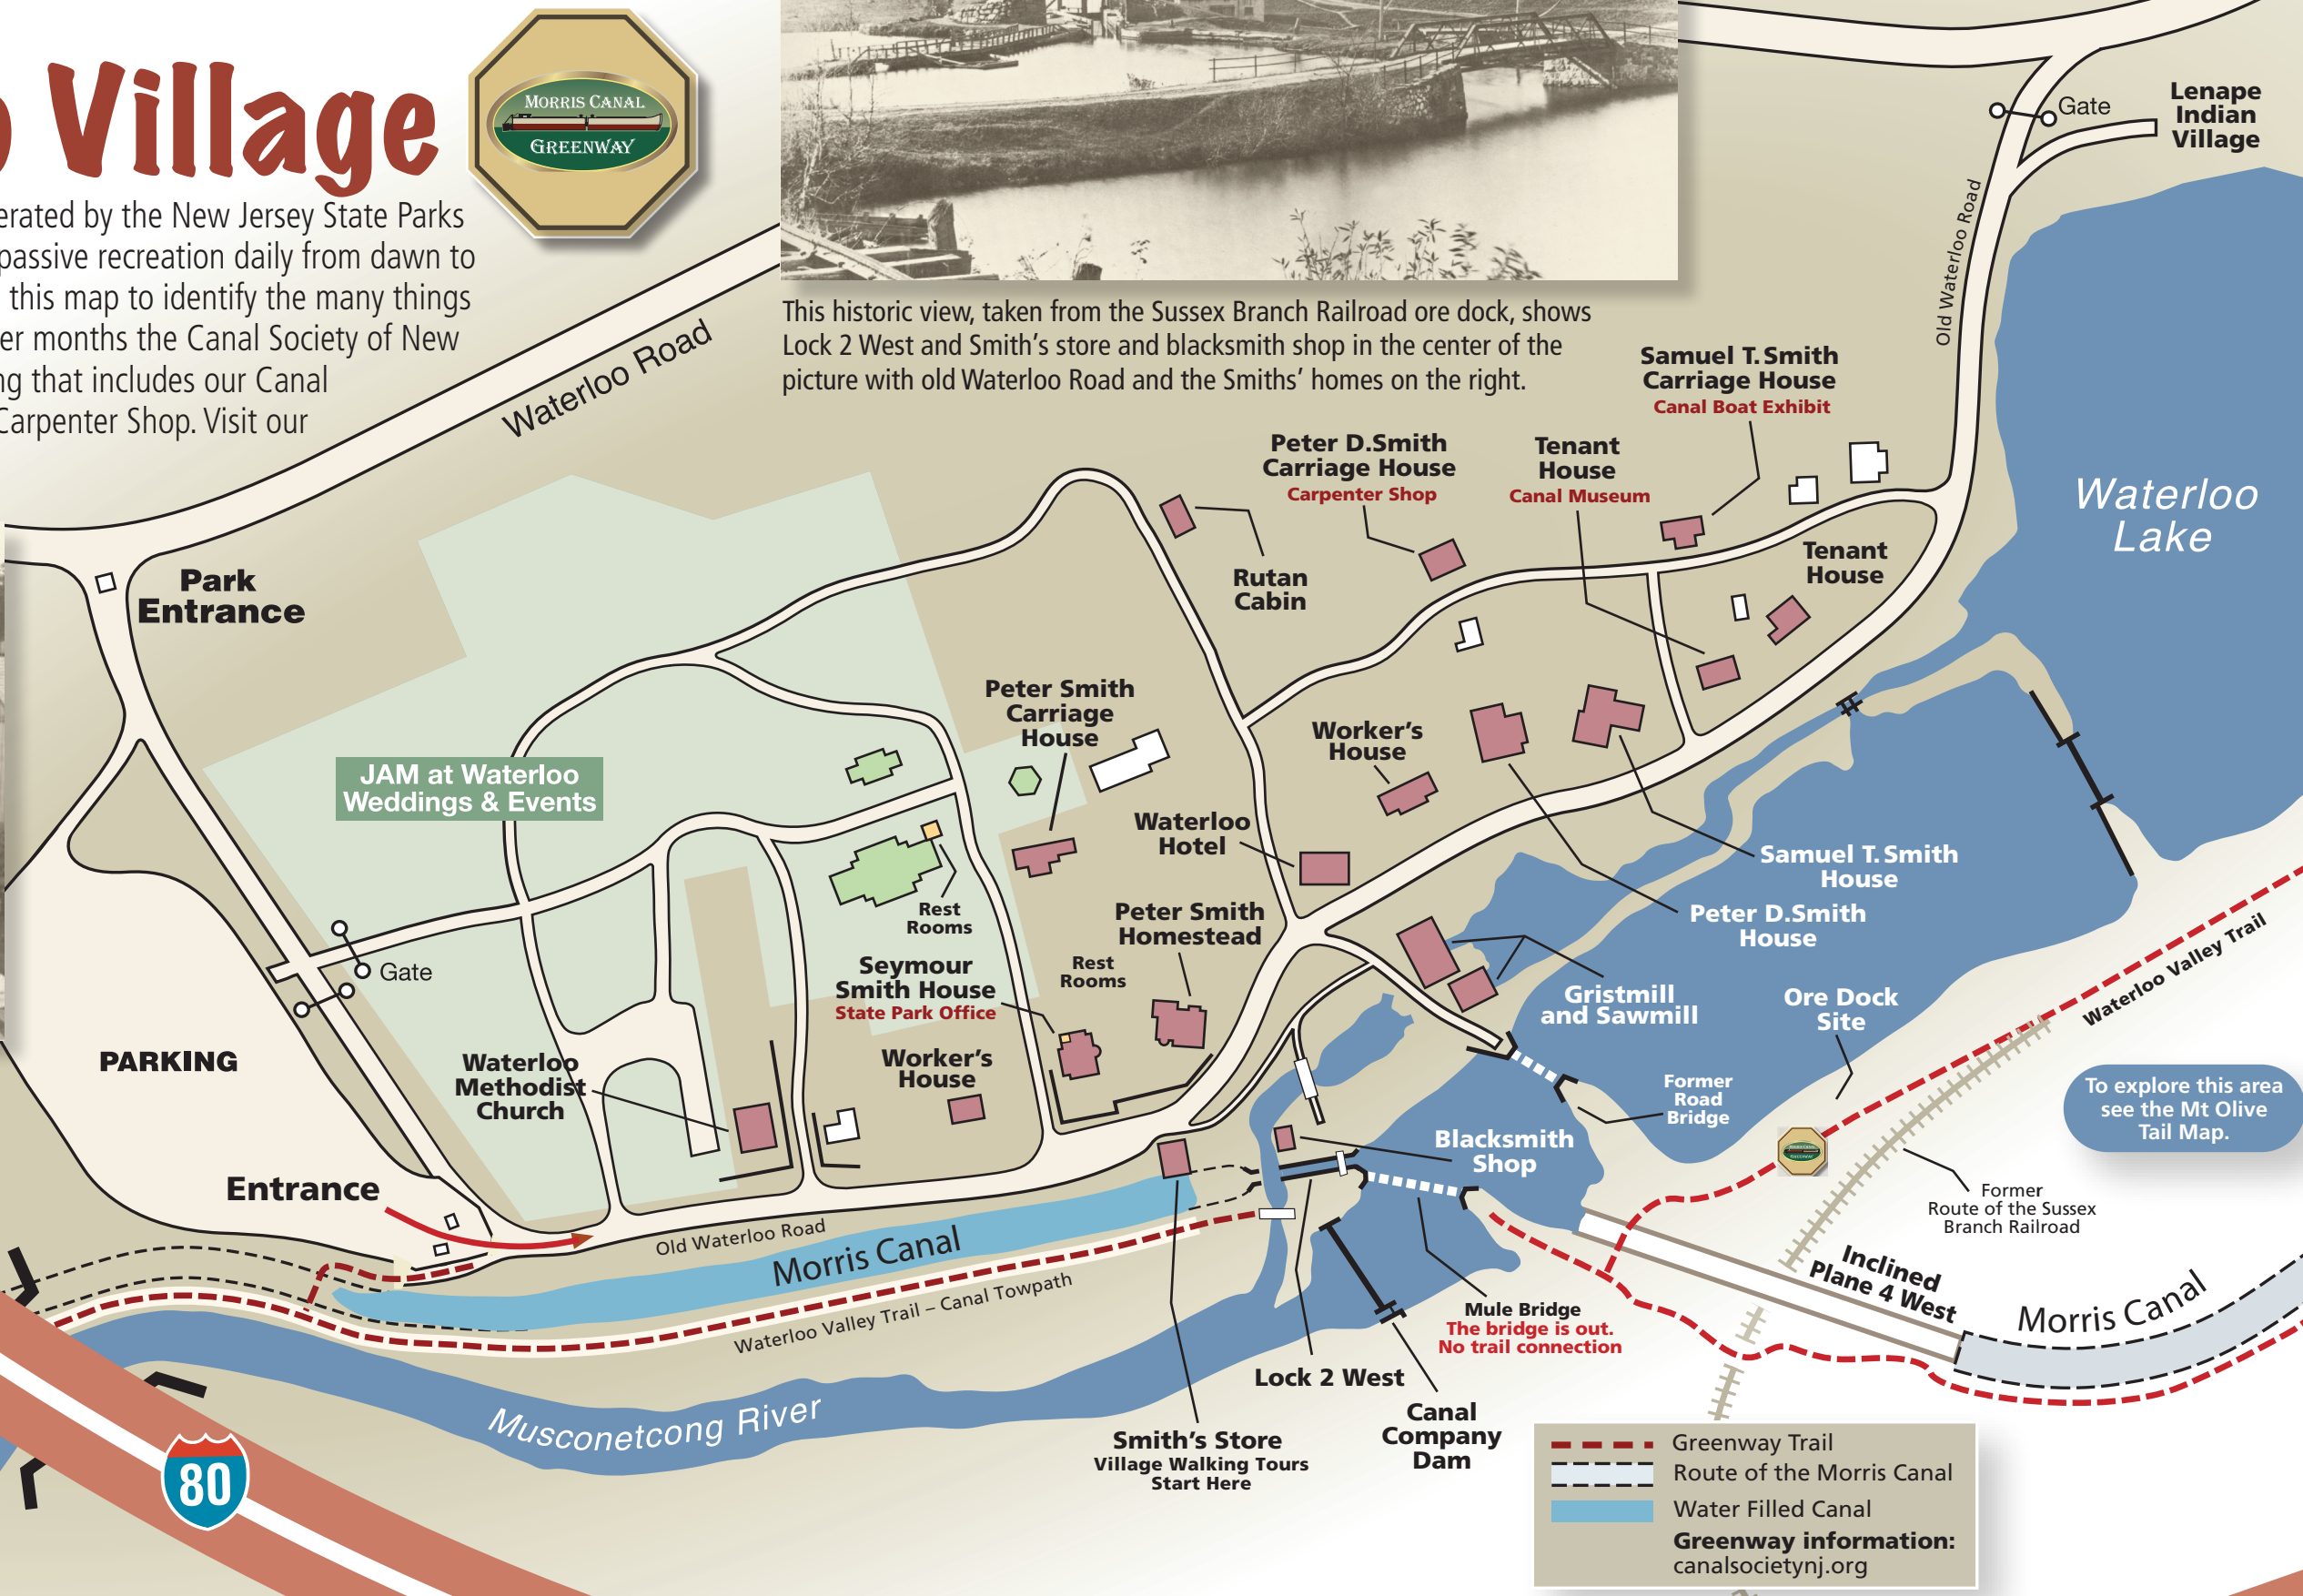 Village
MORRIS CANAL
GREENWAY
erated by the New Jersey State Parks
passive recreation daily from dawn to
this map to identify the many things
er months the Canal Society of New
ng that includes our Canal
Carpenter Shop. Visit our
This historic view, taken from the Sussex Branch Railroad ore dock, shows
Lock 2 West and Smith's store and blacksmith shop in the center of the
picture with old Waterloo Road and the Smiths' homes on the right.
Waterloo Road
Gate
Lenape
Indian
Village
Old Waterloo Road
Samuel T. Smith
Carriage House
Canal Boat Exhibit
Peter D.Smith
Carriage House
Carpenter Shop
Tenant
House
Canal Museum
Waterloo
Lake
Tenant
House
Rutan
Cabin
Park
Entrance
Peter Smith
Carriage
House
Worker's
House
JAM at Waterloo
Weddings & Events
Waterloo
Hotel
Samuel T. Smith
House
Peter D.Smith
House
Rest
Rooms
Peter Smith
Homestead
Rest
Rooms
Seymour
Smith House
State Park Office
Gate
Gristmill
and Sawmill
Ore Dock
Site
Waterloo Valley Trail
PARKING
Waterloo
Methodist
Church
Worker's
House
Former
Road
Bridge
To explore this area
see the Mt Olive
Tail Map.
Blacksmith
Shop
Entrance
Former
Route of the Sussex
Branch Railroad
Old Waterloo Road
Morris Canal
Waterloo Valley Trail – Canal Towpath
Inclined
Plane 4 West
Morris Canal
Mule Bridge
The bridge is out.
No trail connection
Lock 2 West
Musconetcong River
Canal
Company
Dam
Smith's Store
Village Walking Tours
Start Here
80
Greenway Trail
Route of the Morris Canal
Water Filled Canal
Greenway information:
canalsocietynj.org